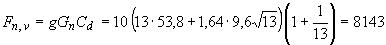 F_{n,v} = gG_nC_d = 10(13·53,8+1,64·9,6√13)(1+1/13) = 8143